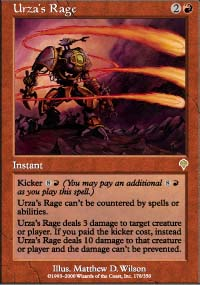 Urza's Rage 2
Instant
Kicker 8 (You may pay an additional 8
as you play this spell.)
Urza's Rage can't be countered by spells or
abilities.
Urza's Rage deals 3 damage to target creature
or player. If you paid the kicker cost, instead
Urza's Rage deals 10 damage to that creature
or player and the damage can't be prevented.
Illus. Matthew D. Wilson
©1993-2000 Wizards of the Coast, Inc. 178/350